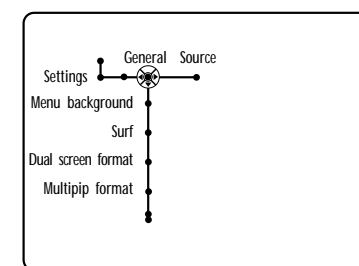 General Source
Settings
Menu background
Surf
Dual screen format
Multipip format